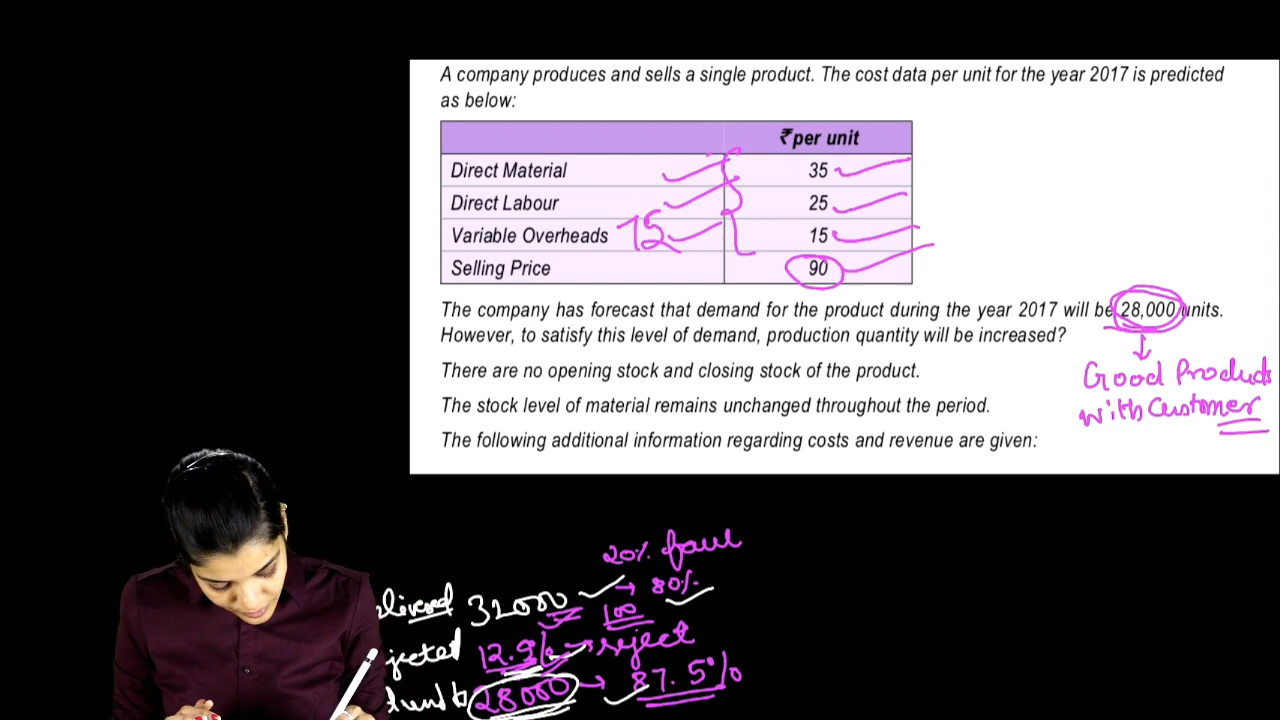 A company produces and sells a single product. The cost data per unit for the year 2017 is predicted
as below:
₹ per unit
Direct Material 35
Direct Labour 25
Variable Overheads 75 15
Selling Price 90
The company has forecast that demand for the product during the year 2017 will be 28,000 units.
However, to satisfy this level of demand, production quantity will be increased?
There are no opening stock and closing stock of the product.
Good Products
with Customer
The stock level of material remains unchanged throughout the period.
The following additional information regarding costs and revenue are given:
20%
livered 32000 → 80%
100
jected 12.5% → reject
28000 → 87.5%